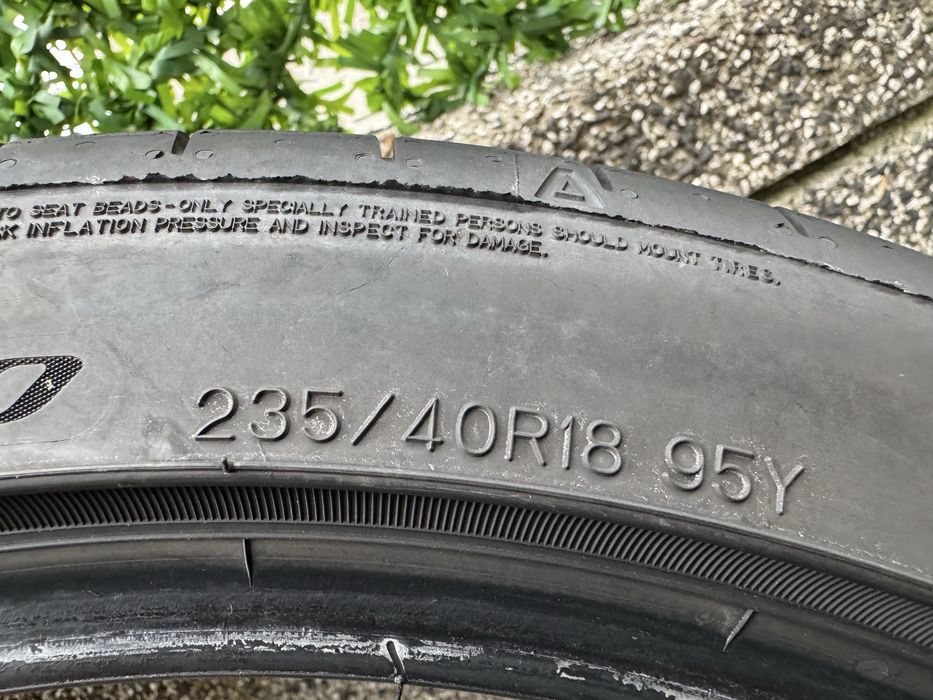 TO SEAT BEADS-ONLY SPECIALLY TRAINED PERSONS SHOULD MOUNT TIRES.
INFLATION PRESSURE AND INSPECT FOR DAMAGE.
235/40R18 95Y